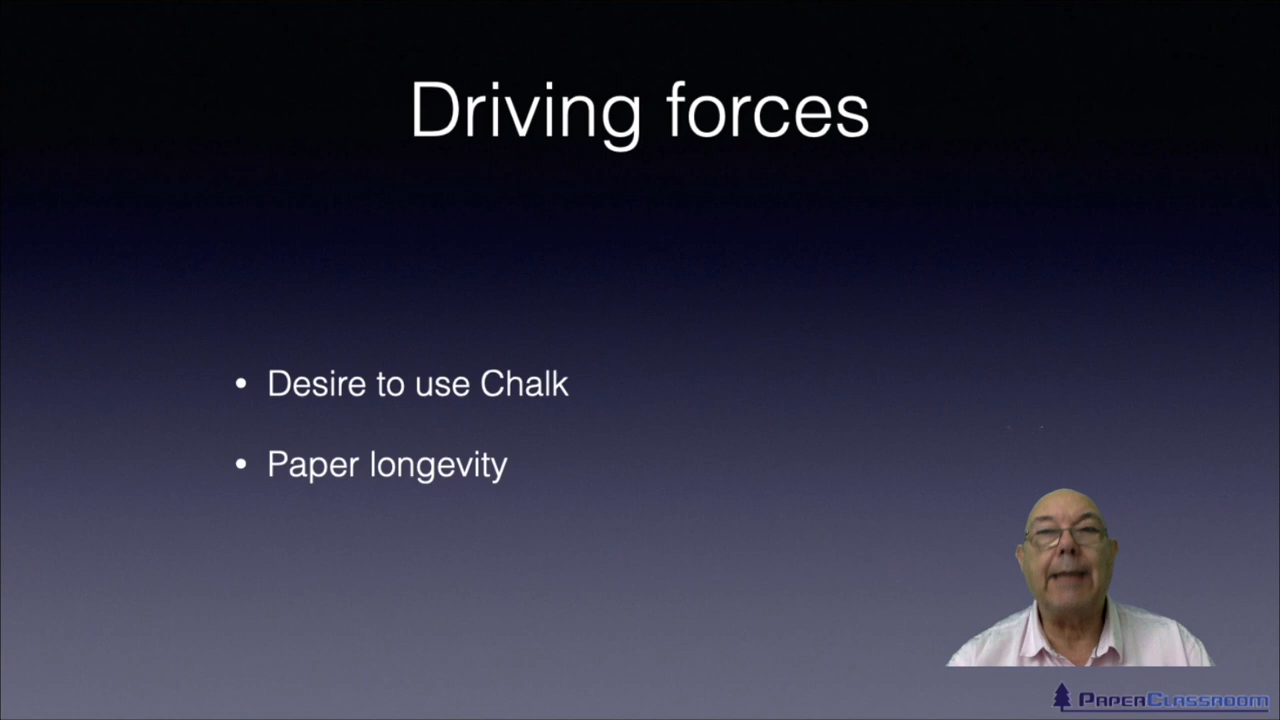 Driving forces
• Desire to use Chalk
• Paper longevity
PAPERCLASSROOM